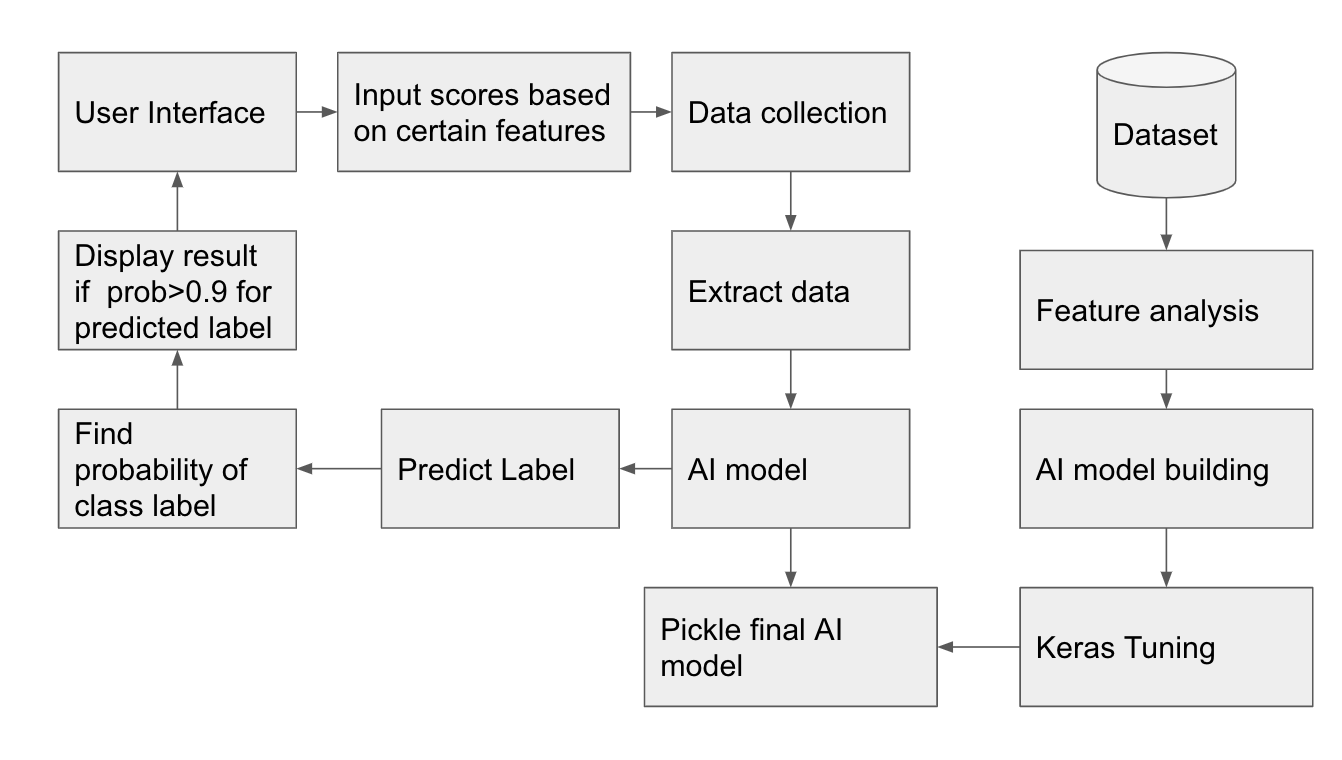 User Interface
Input scores based
on certain features
Data collection
Dataset
Display result
if  prob>0.9 for
predicted label
Extract data
Feature analysis
Find
probability of
class label
Predict Label
AI model
AI model building
Pickle final AI
model
Keras Tuning